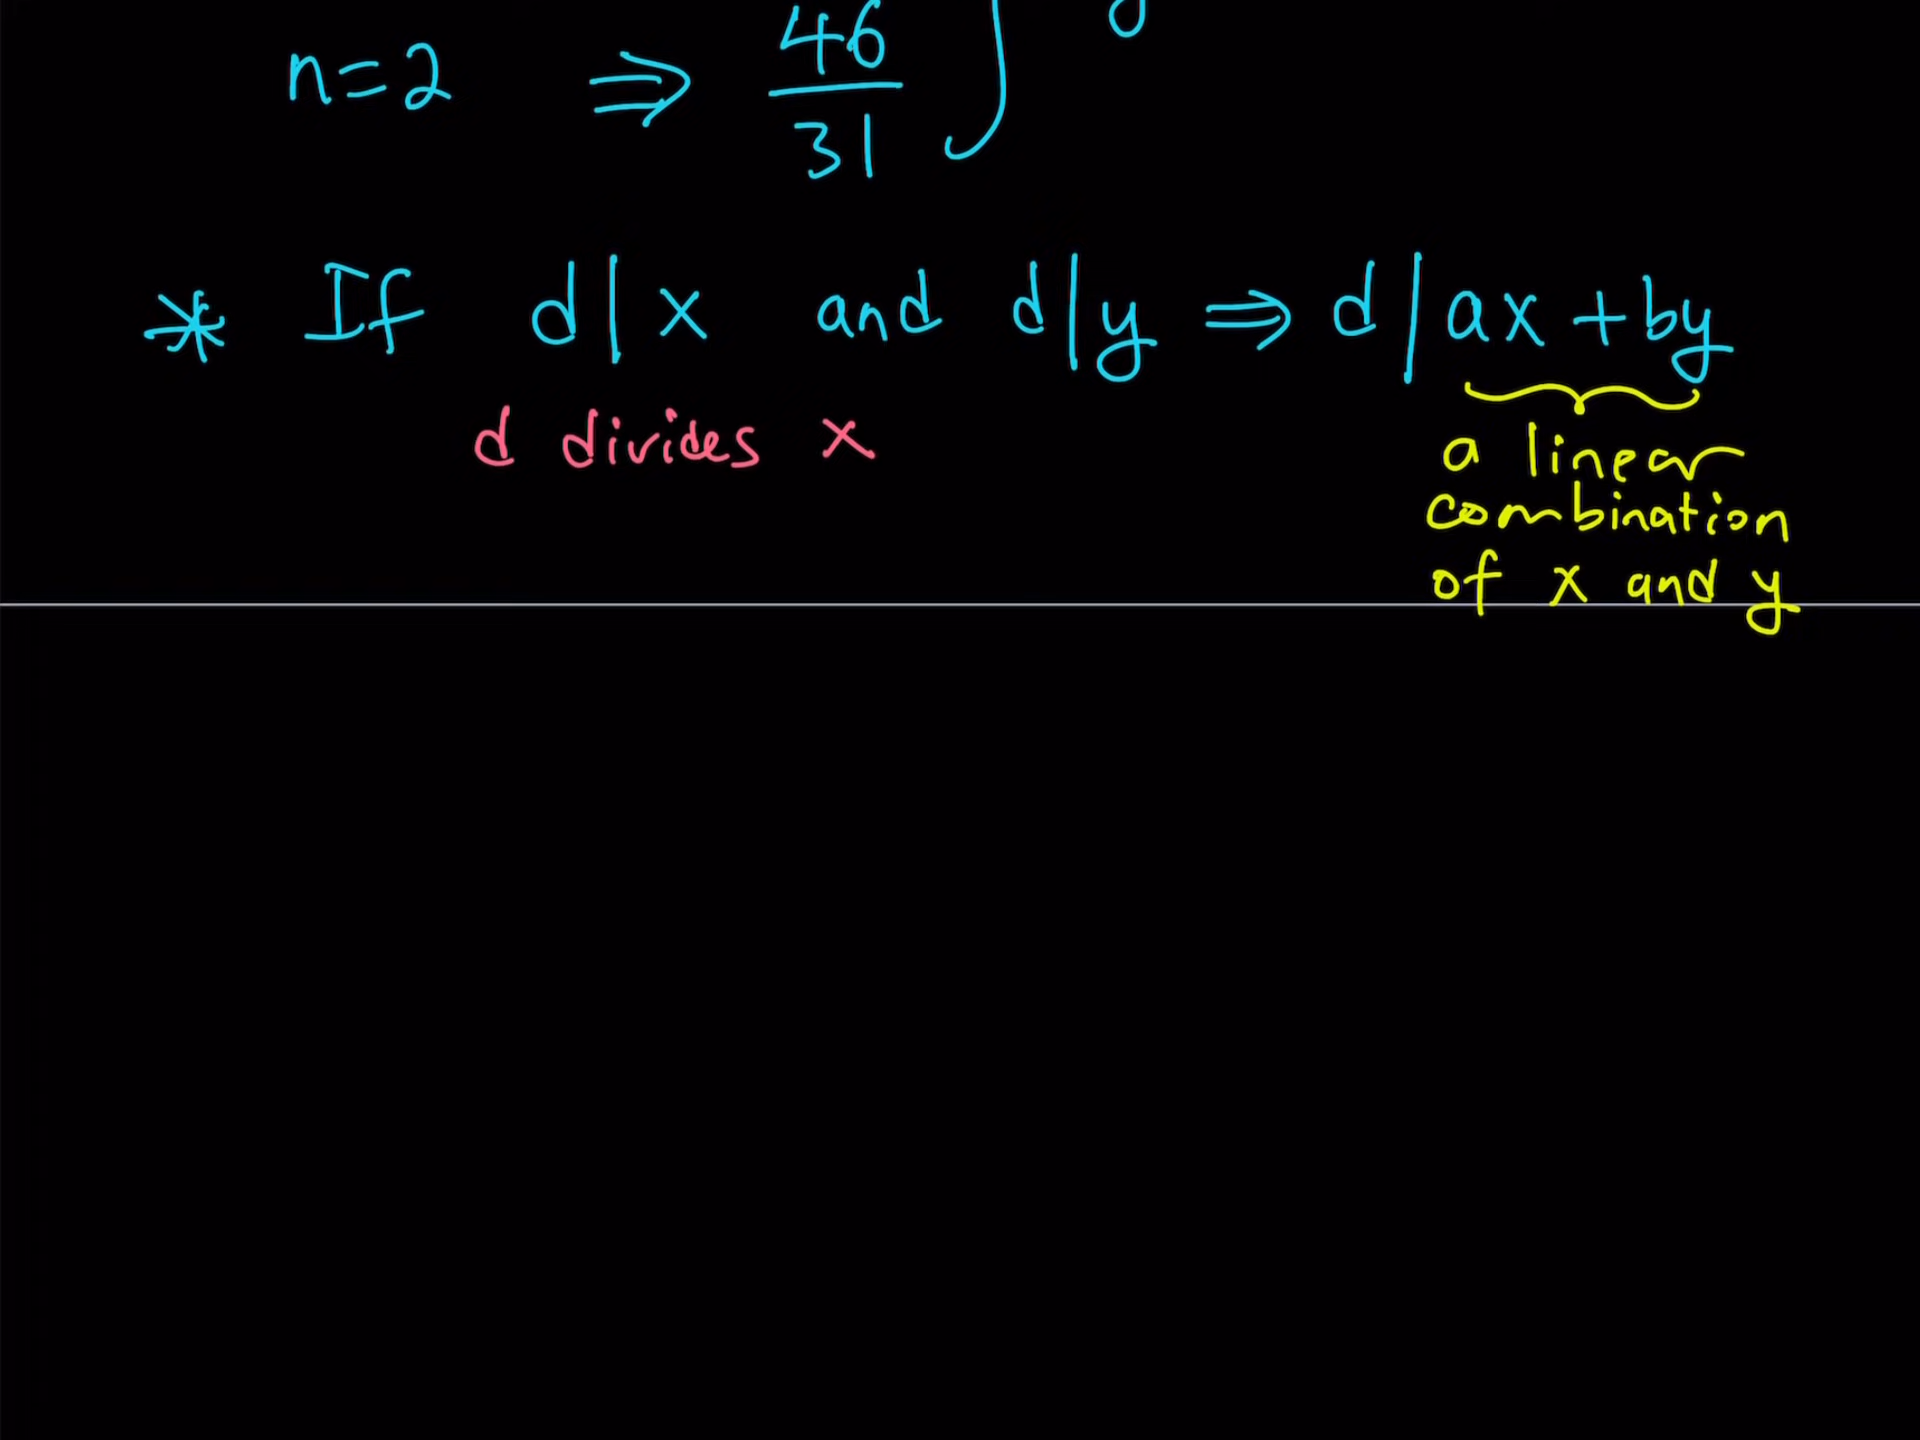 n=2 ⇒ 46/31
* If d|x and d|y ⇒ d|ax+by
d divides x
a linear
combination
of x and y